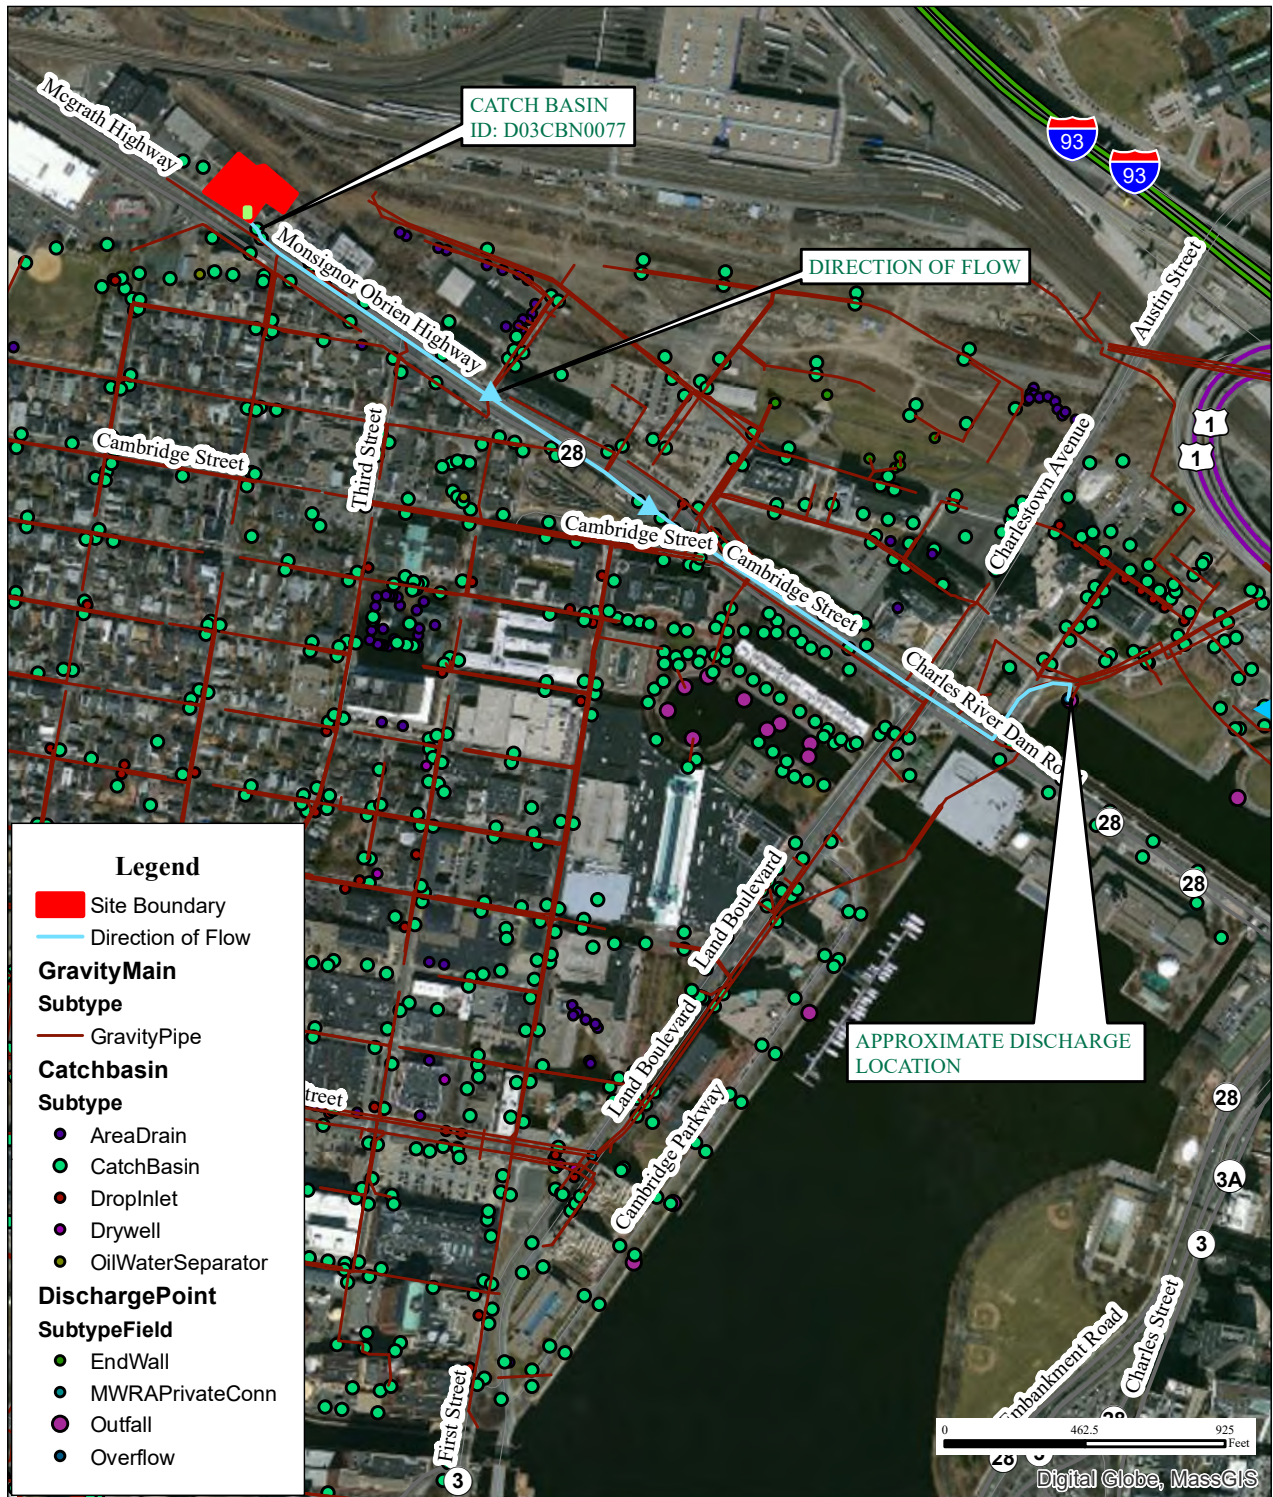 Mcgrath Highway
CATCH BASIN
ID: D03CBN0077
93
93
Monsignor Obrien Highway
DIRECTION OF FLOW
Austin Street
1
1
28
Third Street
Cambridge Street
Cambridge Street
Cambridge Street
Charlestown Avenue
Charles River Dam Ro
28
28
Land Boulevard
Land Boulevard
APPROXIMATE DISCHARGE
LOCATION
Cambridge Parkway
treet
28
3A
3
Charles Street
Embankment Road
28
28
3
First Street
3
Legend
Site Boundary
Direction of Flow
GravityMain
Subtype
GravityPipe
Catchbasin
Subtype
AreaDrain
CatchBasin
DropInlet
Drywell
OilWaterSeparator
DischargePoint
SubtypeField
EndWall
MWRAPrivateConn
Outfall
Overflow
0 462.5 925
Feet
Digital Globe, MassGIS